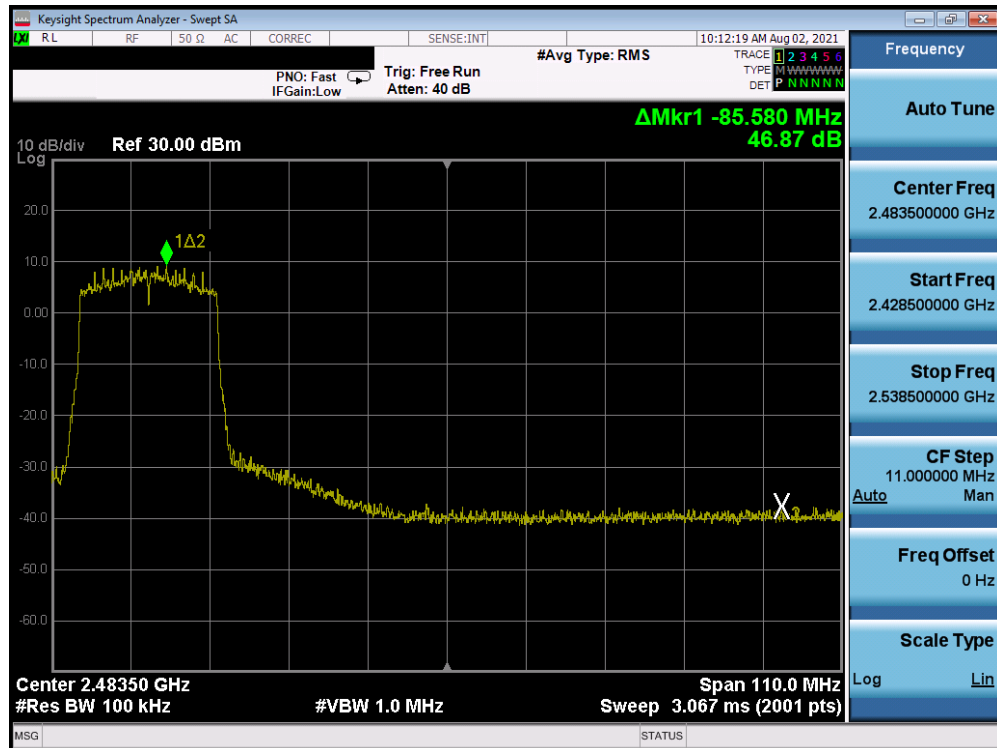 Keysight Spectrum Analyzer - Swept SA
LXI RL RF 50 Ω AC CORREC SENSE:INT 10:12:19 AM Aug 02, 2021
PNO: Fast
IFGain:Low
Trig: Free Run
Atten: 40 dB
#Avg Type: RMS
TRACE 1 2 3 4 5 6
TYPE M WWWWW
DET P N N N N N
ΔMkr1 -85.580 MHz
46.87 dB
10 dB/div Ref 30.00 dBm
Log
20.0
1Δ2
10.0
0.00
-10.0
-20.0
-30.0
-40.0
-50.0
-60.0
Center 2.48350 GHz Span 110.0 MHz
#Res BW 100 kHz #VBW 1.0 MHz Sweep 3.067 ms (2001 pts)
MSG STATUS
Frequency
Auto Tune
Center Freq
2.483500000 GHz
Start Freq
2.428500000 GHz
Stop Freq
2.538500000 GHz
CF Step
11.000000 MHz
Auto Man
Freq Offset
0 Hz
Scale Type
Log Lin